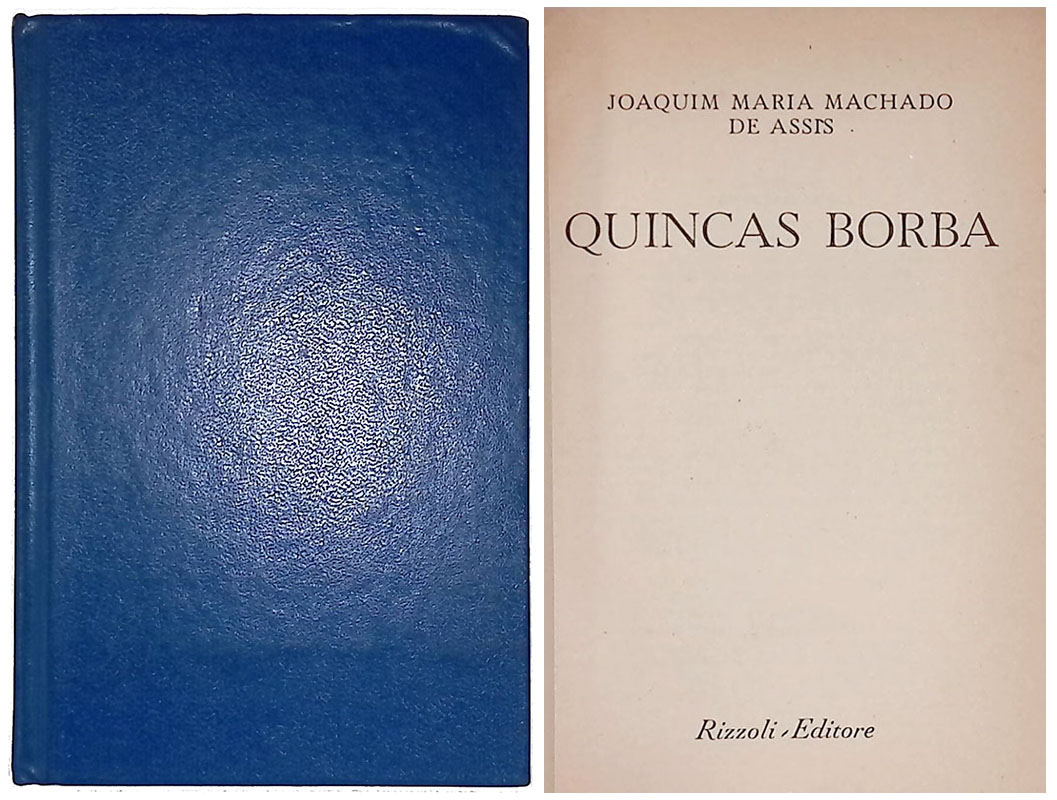 JOAQUIM MARIA MACHADO
DE ASSIS
QUINCAS BORBA
Rizzoli - Editore